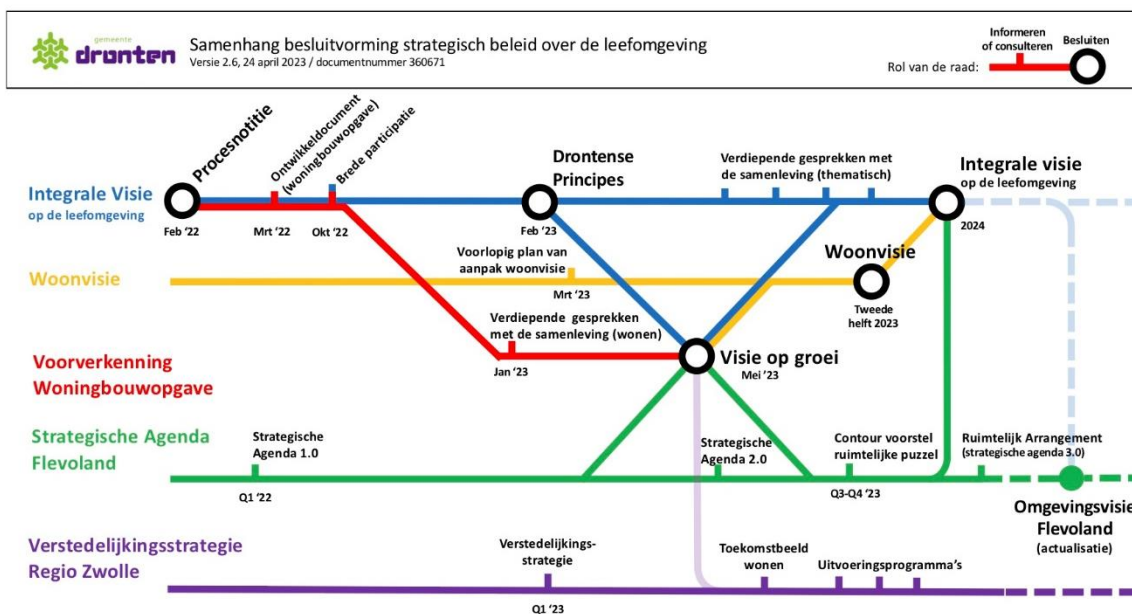 gemeente
dronten
Samenhang besluitvorming strategisch beleid over de leefomgeving
Versie 2.6, 24 april 2023 / documentnummer 360671
Rol van de raad:
Informeren
of consulteren
Besluiten
Integrale Visie
op de leefomgeving
Procesnotitie
Feb ‘22
Ontwikkeldocument
(woningbouwopgave)
Mrt ‘22
Brede participatie
Okt ‘22
Drontense
Principes
Feb ‘23
Verdiepende gesprekken met
de samenleving (thematisch)
Integrale visie
op de leefomgeving
2024
Woonvisie
Voorlopig plan van
aanpak woonvisie
Mrt ‘23
Woonvisie
Tweede
helft 2023
Voorverkenning
Woningbouwopgave
Verdiepende gesprekken
met de samenleving (wonen)
Jan ‘23
Visie op groei
Mei ’23
Strategische Agenda
Flevoland
Strategische
Agenda 1.0
Q1 ‘22
Strategische
Agenda 2.0
Contour voorstel
ruimtelijke puzzel
Q3-Q4 ‘23
Ruimtelijk Arrangement
(strategische agenda 3.0)
Omgevingsvisie
Flevoland
(actualisatie)
Verstedelijkingsstrategie
Regio Zwolle
Verstedelijkings-
strategie
Q1 ‘23
Toekomstbeeld
wonen
Uitvoeringsprogramma’s